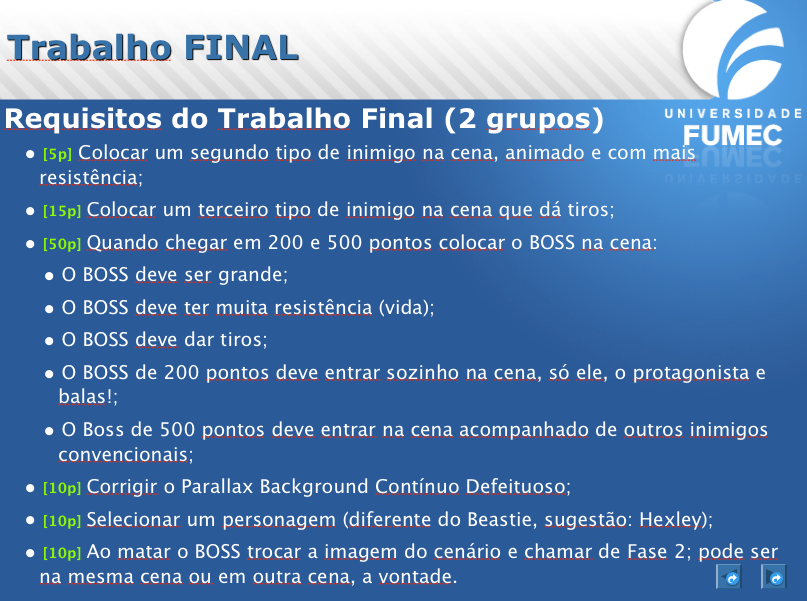 Trabalho FINAL
UNIVERSIDADE
FUMEC
Requisitos do Trabalho Final (2 grupos)
• [5p] Colocar um segundo tipo de inimigo na cena, animado e com mais
resistência;
• [15p] Colocar um terceiro tipo de inimigo na cena que dá tiros;
• [50p] Quando chegar em 200 e 500 pontos colocar o BOSS na cena:
• O BOSS deve ser grande;
• O BOSS deve ter muita resistência (vida);
• O BOSS deve dar tiros;
• O BOSS de 200 pontos deve entrar sozinho na cena, só ele, o protagonista e
balas!;
• O Boss de 500 pontos deve entrar na cena acompanhado de outros inimigos
convencionais;
• [10p] Corrigir o Parallax Background Contínuo Defeituoso;
• [10p] Selecionar um personagem (diferente do Beastie, sugestão: Hexley);
• [10p] Ao matar o BOSS trocar a imagem do cenário e chamar de Fase 2; pode ser
na mesma cena ou em outra cena, a vontade.